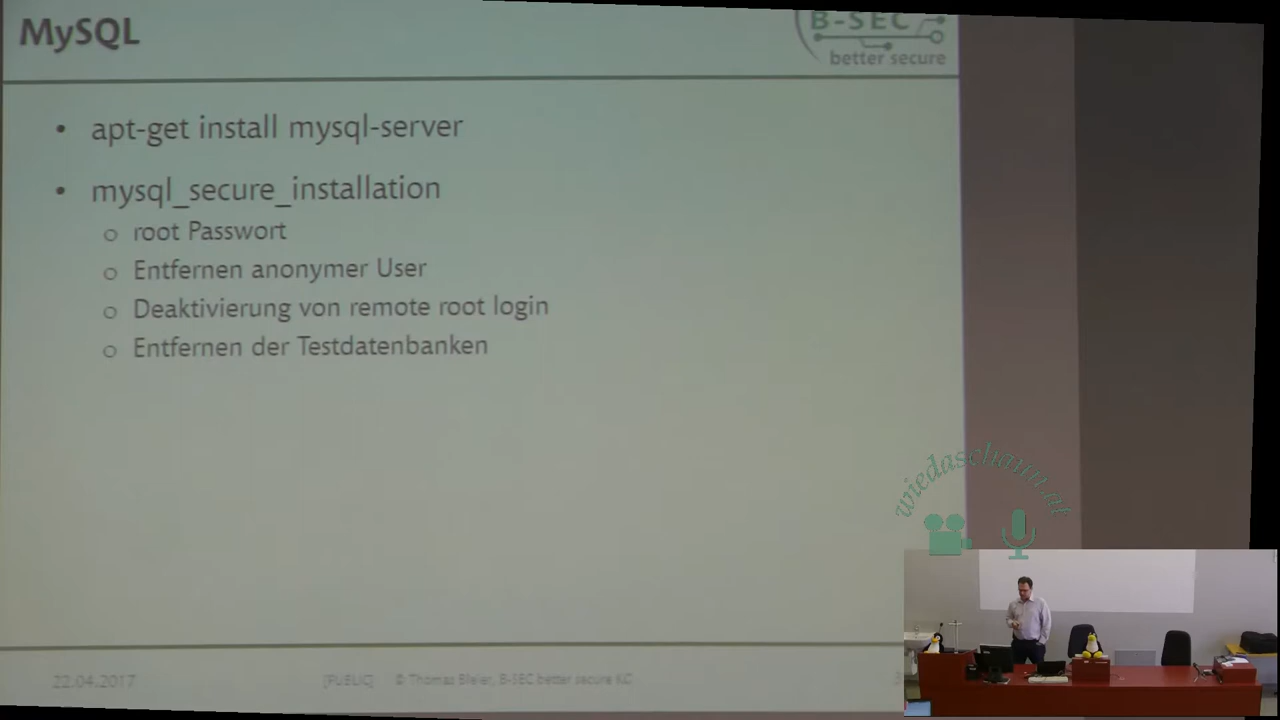 MySQL
B-SEC
better secure
• apt-get install mysql-server
• mysql_secure_installation
o root Passwort
o Entfernen anonymer User
o Deaktivierung von remote root login
o Entfernen der Testdatenbanken
wiedaschauu.at
22.04.2017
[PUBLIC] © Thomas Bleier, B-SEC better secure KG